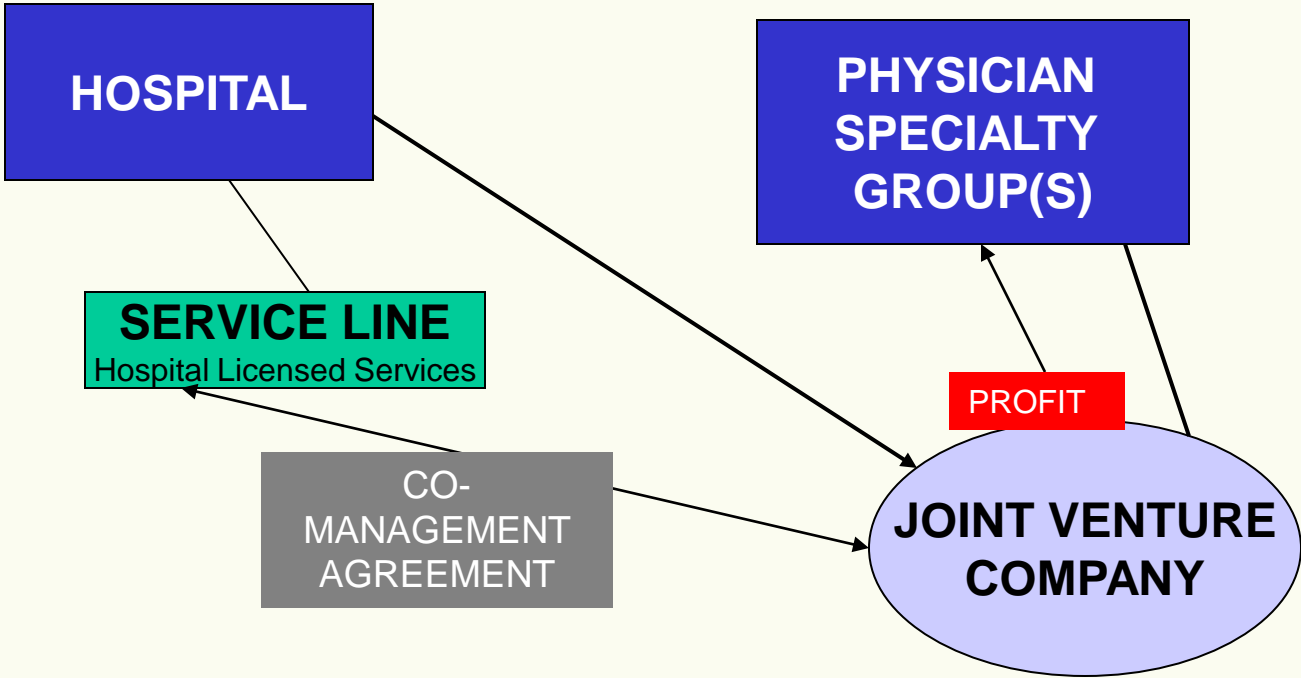 HOSPITAL
PHYSICIAN
SPECIALTY
GROUP(S)
SERVICE LINE
Hospital Licensed Services
PROFIT
CO-
MANAGEMENT
AGREEMENT
JOINT VENTURE
COMPANY